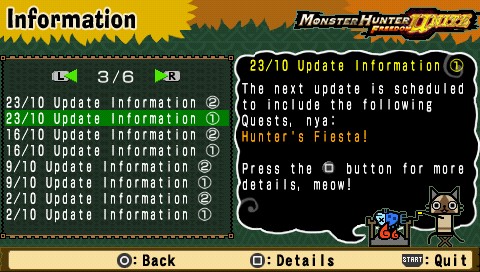 Information
MONSTER HUNTER
FREEDOM UNITE
L 3/6 R
23/10 Update Information ②
23/10 Update Information ①
16/10 Update Information ②
16/10 Update Information ①
9/10 Update Information ②
9/10 Update Information ①
2/10 Update Information ②
2/10 Update Information ①
23/10 Update Information ①
The next update is scheduled
to include the following
Quests, nya:
Hunter's Fiesta!
Press the □ button for more
details, meow!
○: Back
□: Details
START: Quit